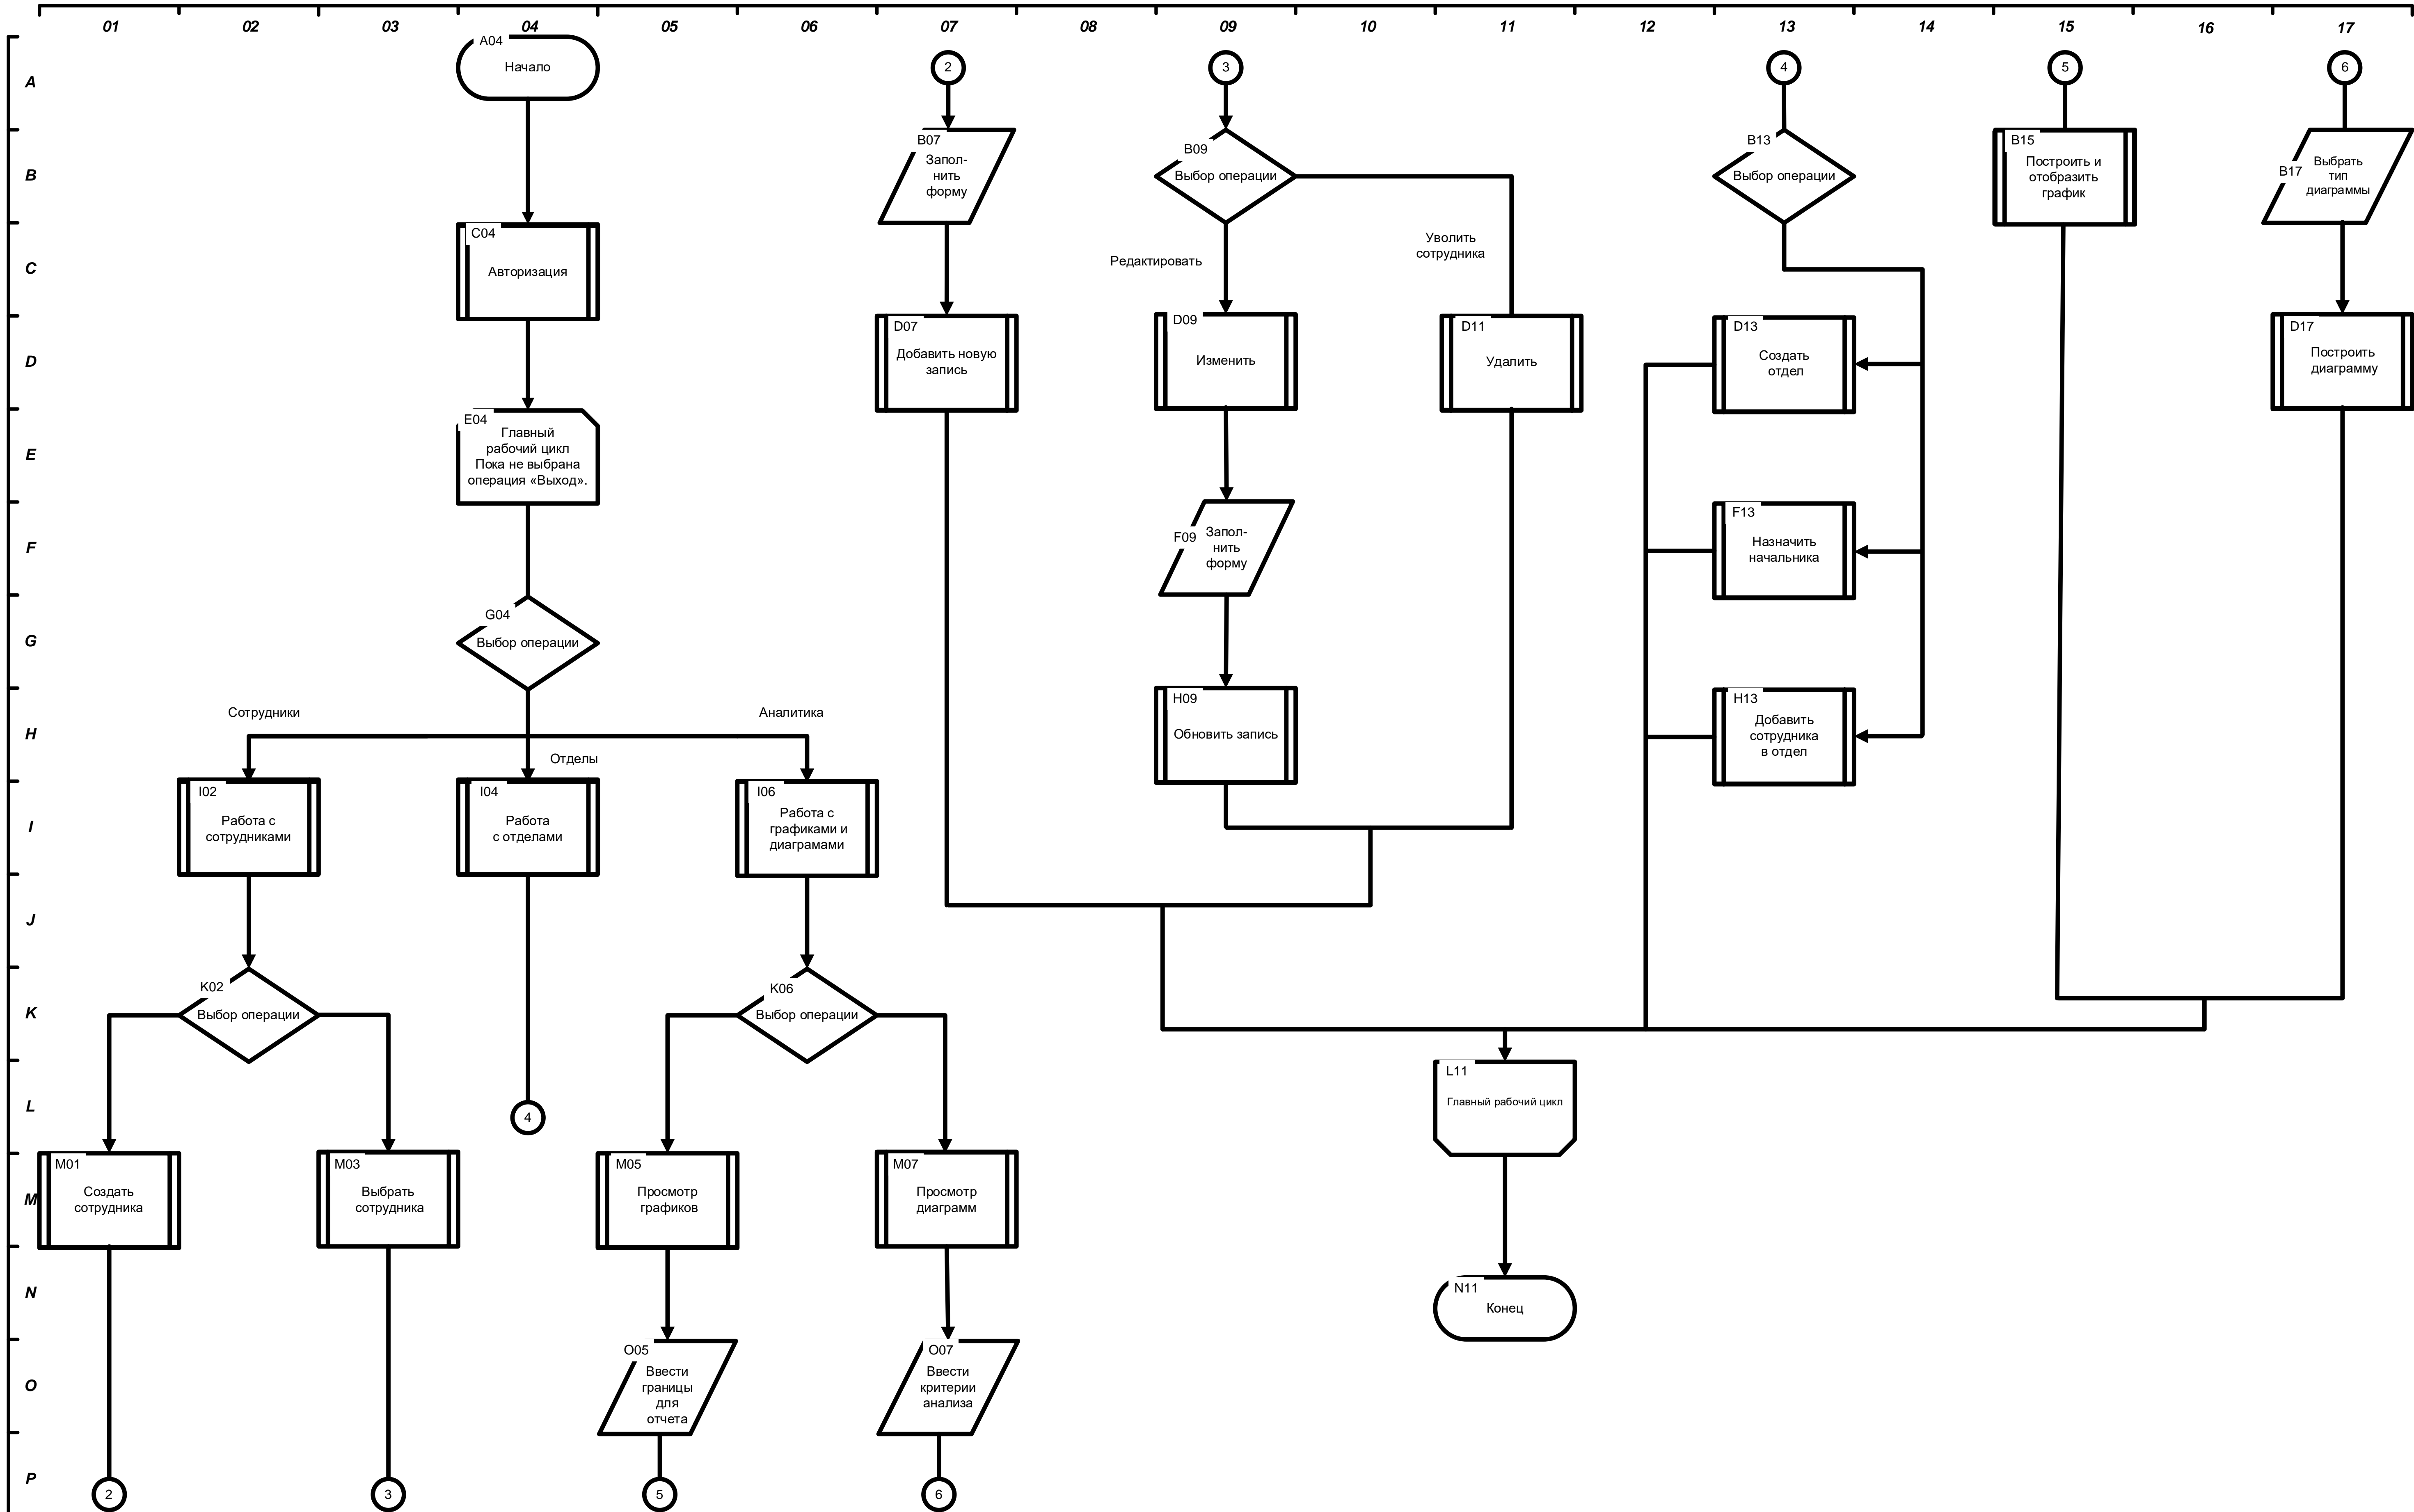 01 02 03 04 05 06 07 08 09 10 11 12 13 14 15 16 17
A
B
C
D
E
F
G
H
I
J
K
L
M
N
O
P
A04
Начало
C04
Авторизация
E04
Главный
рабочий цикл
Пока не выбрана
операция «Выход».
G04
Выбор операции
Сотрудники
Отделы
Аналитика
I02
Работа с
сотрудниками
I04
Работа
с отделами
I06
Работа с
графиками и
диаграмами
K02
Выбор операции
K06
Выбор операции
4
M01
Создать
сотрудника
M03
Выбрать
сотрудника
M05
Просмотр
графиков
M07
Просмотр
диаграмм
O05
Ввести
границы
для
отчета
O07
Ввести
критерии
анализа
2
3
5
6
2
B07
Запол-
нить
форму
D07
Добавить новую
запись
3
B09
Выбор операции
Редактировать
Уволить
сотрудника
D09
Изменить
D11
Удалить
F09
Запол-
нить
форму
H09
Обновить запись
4
B13
Выбор операции
D13
Создать
отдел
F13
Назначить
начальника
H13
Добавить
сотрудника
в отдел
5
B15
Построить и
отобразить
график
6
B17
Выбрать
тип
диаграммы
D17
Построить
диаграмму
L11
Главный рабочий цикл
N11
Конец